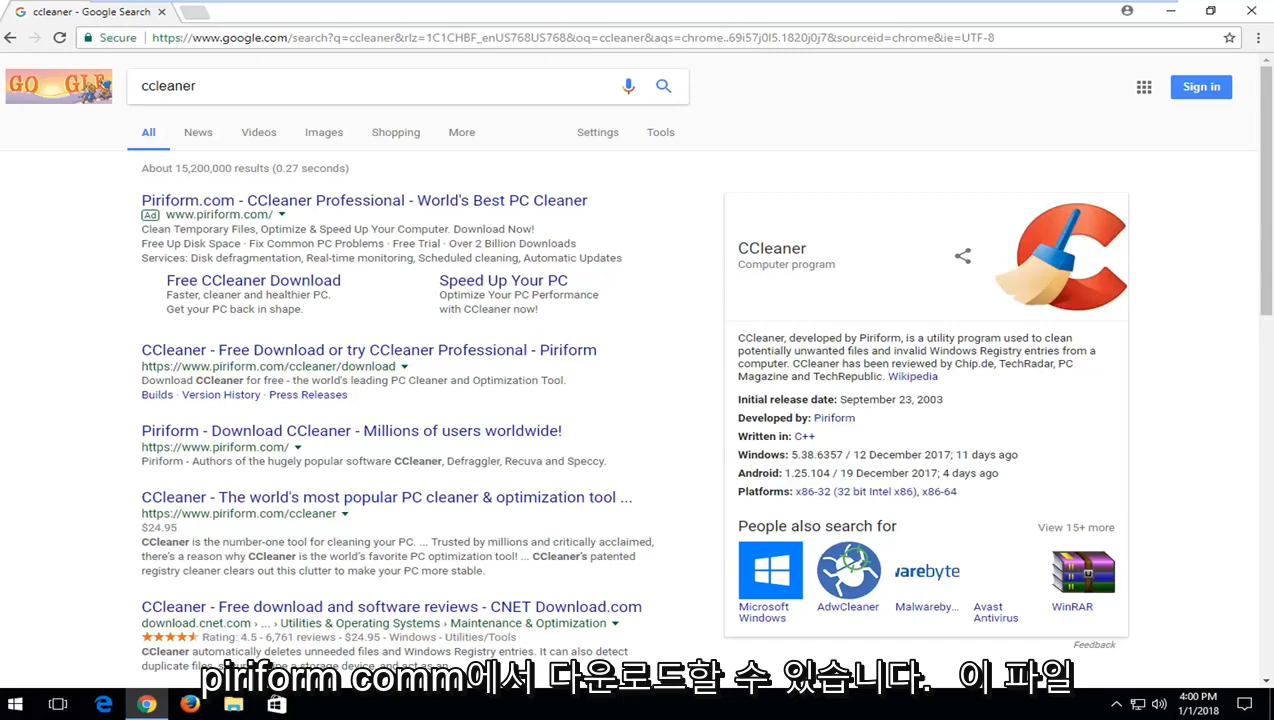 ccleaner - Google Search
Secure https://www.google.com/search?q=ccleaner&rlz=1C1CHBF_enUS768US768&oq=ccleaner&aqs=chrome..69i57j0l5.1820j0j7&sourceid=chrome&ie=UTF-8
GO GLE ccleaner
Sign in
All News Videos Images Shopping More Settings Tools
About 15,200,000 results (0.27 seconds)
Piriform.com - CCleaner Professional - World's Best PC Cleaner
Ad www.piriform.com/
Clean Temporary Files, Optimize & Speed Up Your Computer. Download Now!
Free Up Disk Space · Fix Common PC Problems · Free Trial · Over 2 Billion Downloads
Services: Disk defragmentation, Real-time monitoring, Scheduled cleaning, Automatic Updates
Free CCleaner Download
Faster, cleaner and healthier PC.
Get your PC back in shape.
Speed Up Your PC
Optimize Your PC Performance
with CCleaner now!
CCleaner - Free Download or try CCleaner Professional - Piriform
https://www.piriform.com/ccleaner/download
Download CCleaner for free - the world's leading PC Cleaner and Optimization Tool.
Builds · Version History · Press Releases
Piriform - Download CCleaner - Millions of users worldwide!
https://www.piriform.com/
Piriform - Authors of the hugely popular software CCleaner, Defraggler, Recuva and Speccy.
CCleaner - The world's most popular PC cleaner & optimization tool ...
https://www.piriform.com/ccleaner
$24.95
CCleaner is the number-one tool for cleaning your PC. ... Trusted by millions and critically acclaimed,
there's a reason why CCleaner is the world's favorite PC optimization tool! ... CCleaner's patented
registry cleaner clears out this clutter to make your PC more stable.
CCleaner - Free download and software reviews - CNET Download.com
download.cnet.com › ... › Utilities & Operating Systems › Maintenance & Optimization
Rating: 4.5 - 6,761 reviews - $24.95 - Windows - Utilities/Tools
CCleaner automatically deletes unneeded files and Windows Registry entries. It can also detect
duplicate files,
CCleaner
Computer program
CCleaner, developed by Piriform, is a utility program used to clean
potentially unwanted files and invalid Windows Registry entries from a
computer. CCleaner has been reviewed by Chip.de, TechRadar, PC
Magazine and TechRepublic. Wikipedia
Initial release date: September 23, 2003
Developed by: Piriform
Written in: C++
Windows: 5.38.6357 / 12 December 2017; 11 days ago
Android: 1.25.104 / 19 December 2017; 4 days ago
Platforms: x86-32 (32 bit Intel x86), x86-64
People also search for View 15+ more
arebyte
Microsoft Windows
AdwCleaner
Malwareby...
Avast Antivirus
WinRAR
Feedback
piriform comm에서 다운로드할 수 있습니다. 이 파일
4:00 PM
1/1/2018